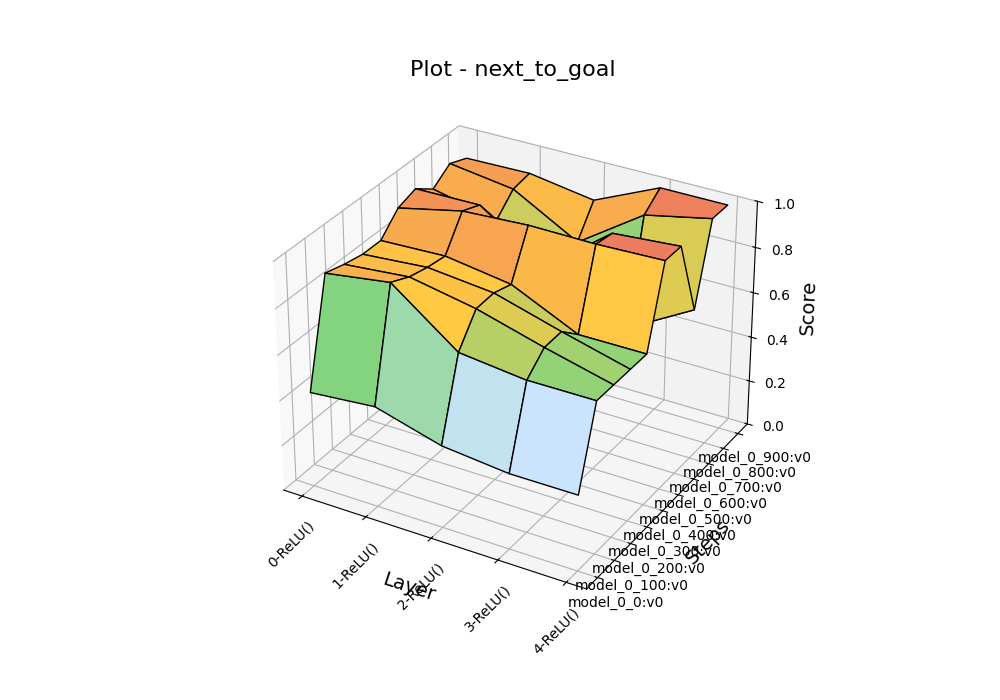 Plot - next_to_goal
1.0
0.8
0.6
0.4
0.2
0.0
Score
model_0_900:v0
model_0_800:v0
model_0_700:v0
model_0_600:v0
model_0_500:v0
model_0_400:v0
model_0_300:v0
model_0_200:v0
model_0_100:v0
model_0_0:v0
Steps
0-ReLU()
1-ReLU()
2-ReLU()
3-ReLU()
4-ReLU()
Layer